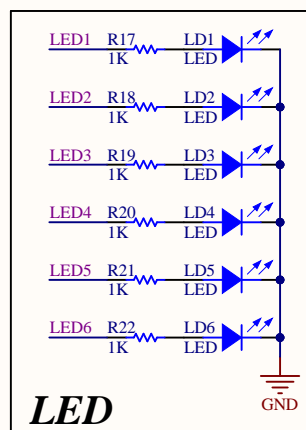 LED1 R17 LD1
1K LED
LED2 R18 LD2
1K LED
LED3 R19 LD3
1K LED
LED4 R20 LD4
1K LED
LED5 R21 LD5
1K LED
LED6 R22 LD6
1K LED
LED
GND